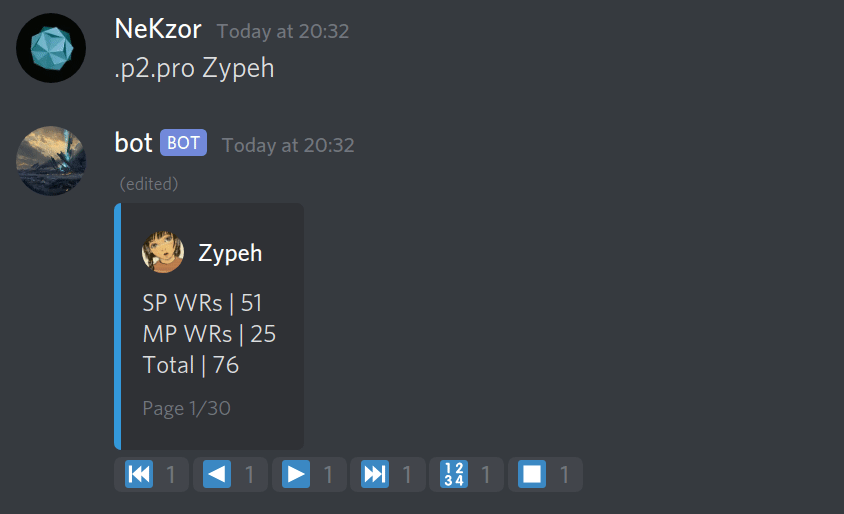 NeKzor Today at 20:32
.p2.pro Zypeh
bot BOT Today at 20:32
(edited)
Zypeh
SP WRs | 51
MP WRs | 25
Total | 76
Page 1/30
1 1 1 1 1234 1 1